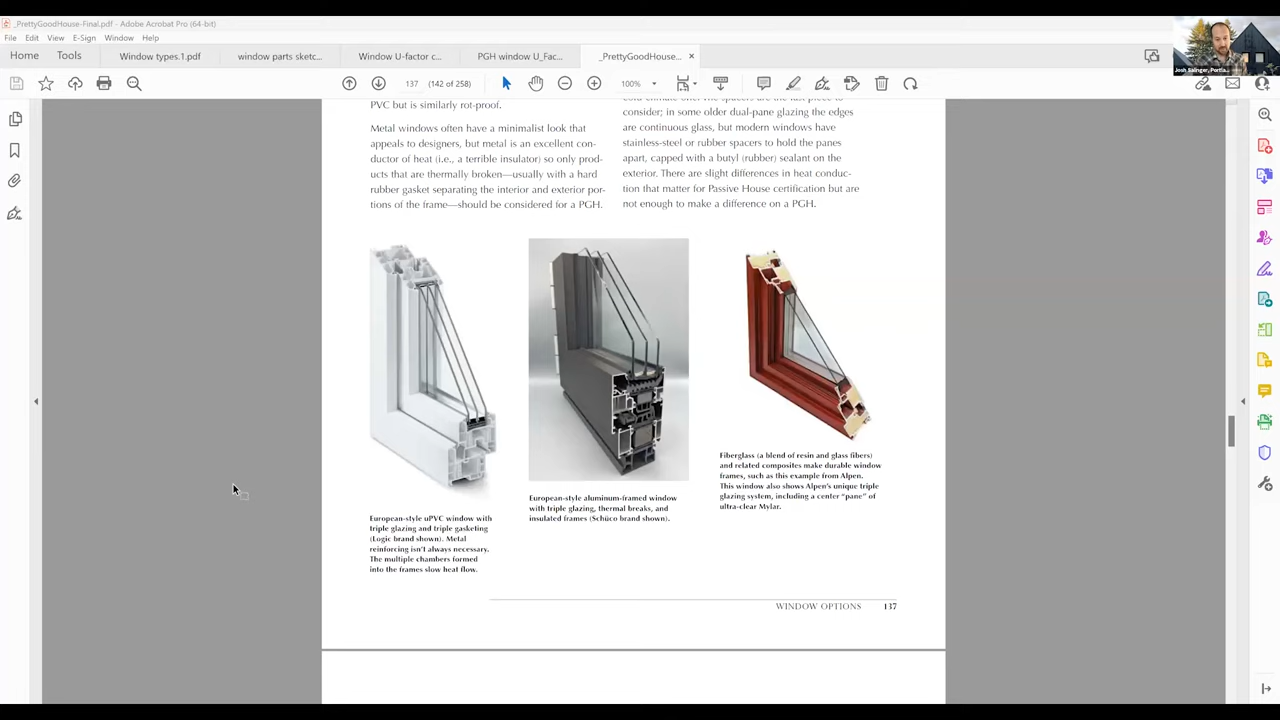 _PrettyGoodHouse-Final.pdf - Adobe Acrobat Pro (64-bit)
File Edit View E-Sign Window Help
Home Tools Window types.1.pdf window parts sketc... Window U-factor c... PGH window U_Fac... _PrettyGoodHouse... ×
137 (142 of 258) 100%
Josh Salinger, Portla...
PVC but is similarly rot-proof.
Metal windows often have a minimalist look that
appeals to designers, but metal is an excellent con-
ductor of heat (i.e., a terrible insulator) so only prod-
ucts that are thermally broken—usually with a hard
rubber gasket separating the interior and exterior por-
tions of the frame—should be considered for a PGH.
consider; in some older dual-pane glazing the edges
are continuous glass, but modern windows have
stainless-steel or rubber spacers to hold the panes
apart, capped with a butyl (rubber) sealant on the
exterior. There are slight differences in heat conduc-
tion that matter for Passive House certification but are
not enough to make a difference on a PGH.
European-style uPVC window with
triple glazing and triple gasketing
(Logic brand shown). Metal
reinforcing isn't always necessary.
The multiple chambers formed
into the frames slow heat flow.
European-style aluminum-framed window
with triple glazing, thermal breaks, and
insulated frames (Schüco brand shown).
Fiberglass (a blend of resin and glass fibers)
and related composites make durable window
frames, such as this example from Alpen.
This window also shows Alpen's unique triple
glazing system, including a center “pane” of
ultra-clear Mylar.
WINDOW OPTIONS 137